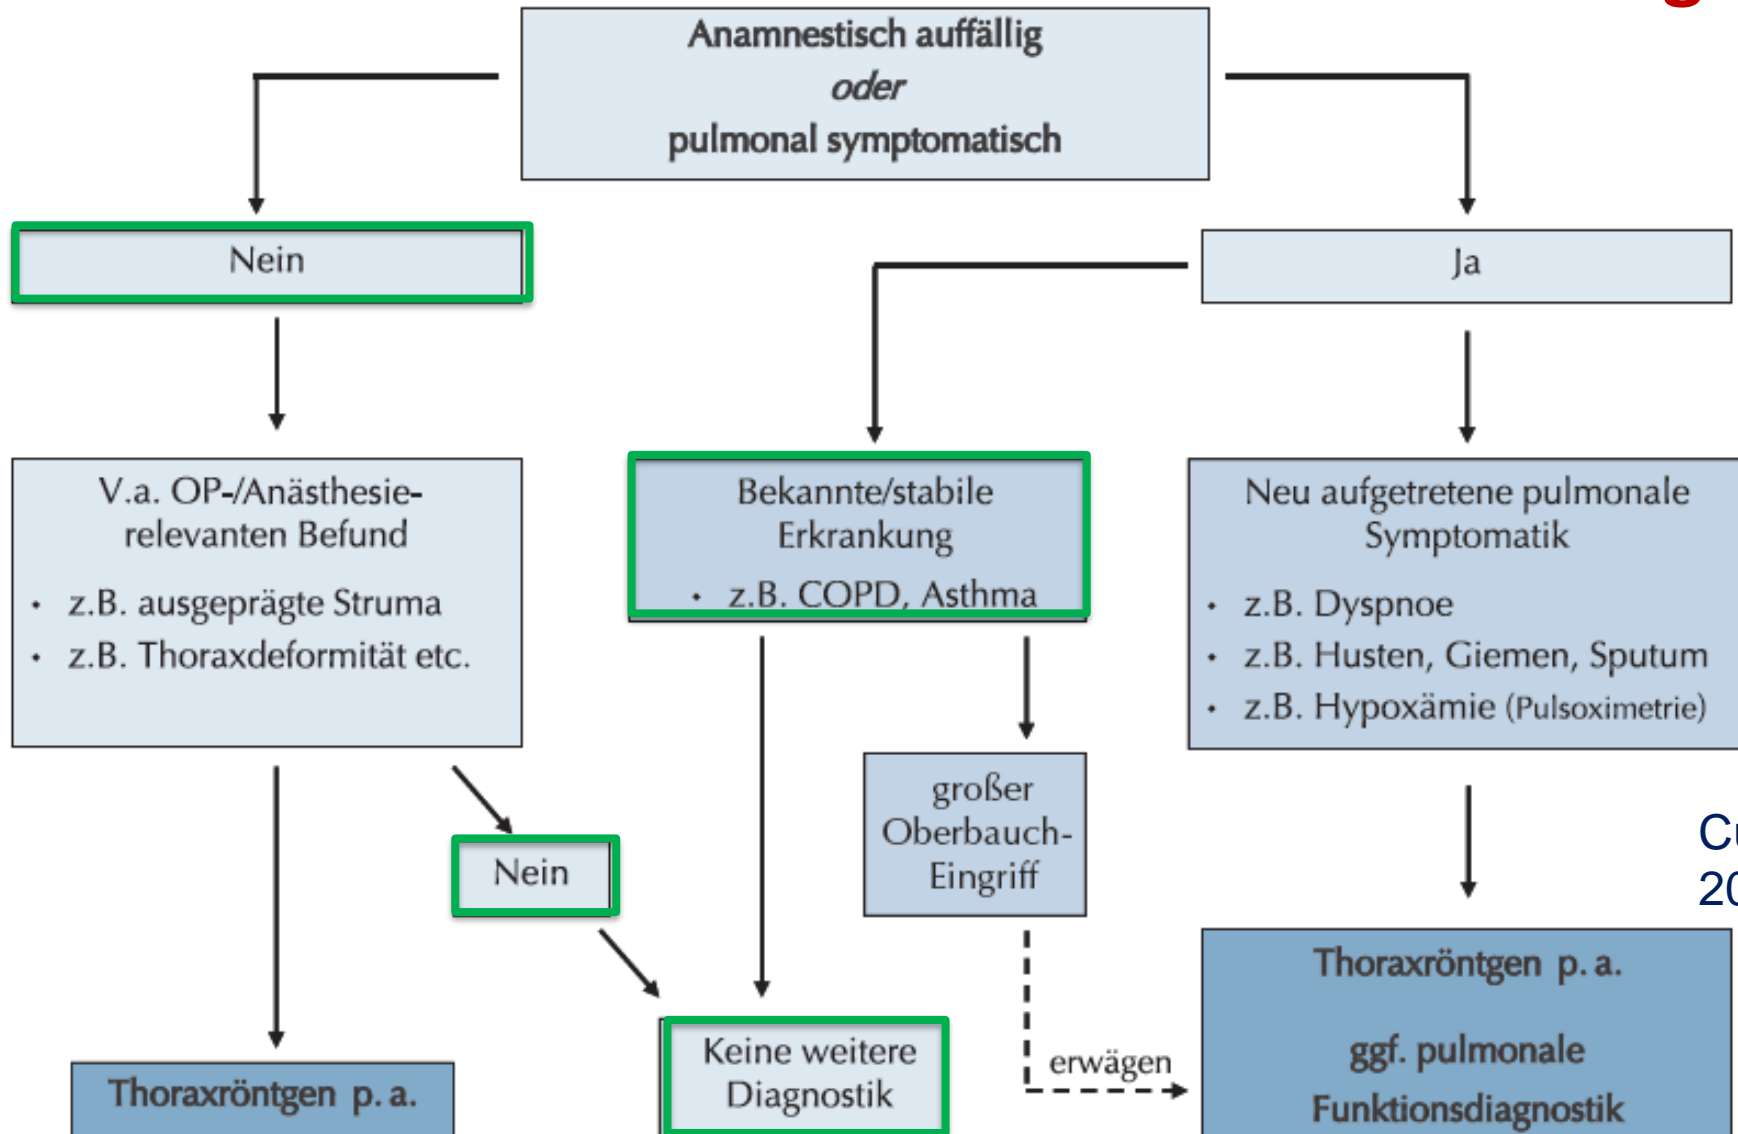 g
Anamnestisch auffällig
oder
pulmonal symptomatisch
Nein
Ja
V.a. OP-/Anästhesie-
relevanten Befund
• z.B. ausgeprägte Struma
• z.B. Thoraxdeformität etc.
Bekannte/stabile
Erkrankung
• z.B. COPD, Asthma
Neu aufgetretene pulmonale
Symptomatik
• z.B. Dyspnoe
• z.B. Husten, Giemen, Sputum
• z.B. Hypoxämie (Pulsoximetrie)
Nein
großer
Oberbauch-
Eingriff
Thoraxröntgen p. a.
Keine weitere
Diagnostik
erwägen
Thoraxröntgen p. a.
ggf. pulmonale
Funktionsdiagnostik